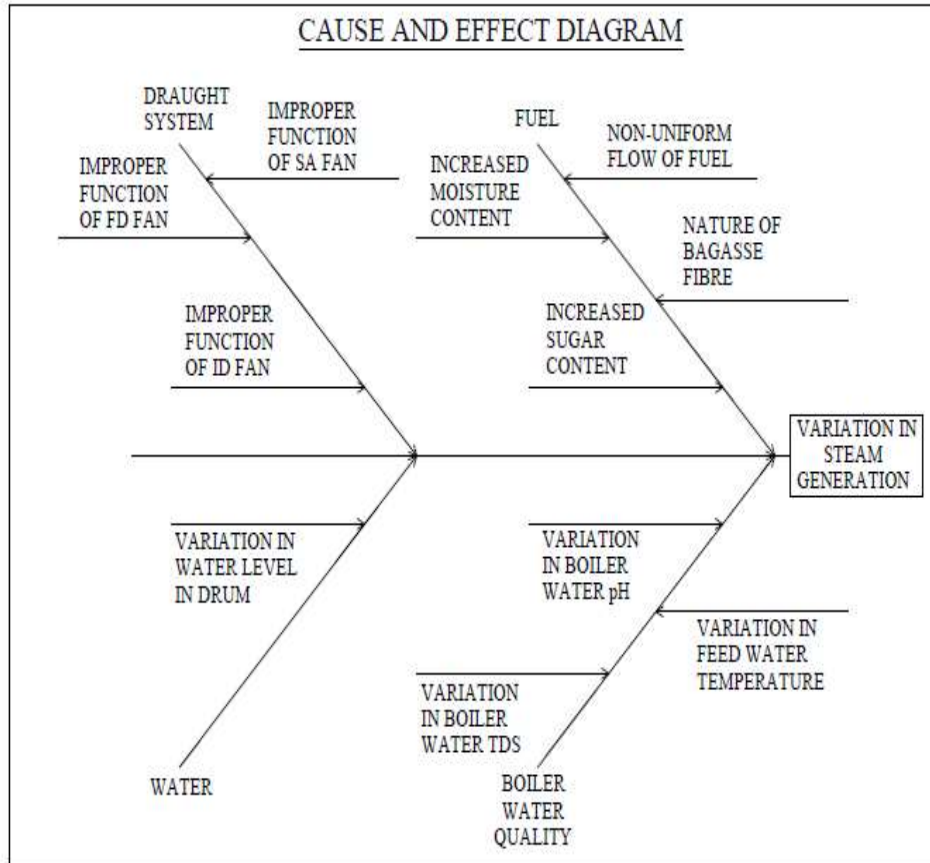 CAUSE AND EFFECT DIAGRAM
DRAUGHT
SYSTEM
IMPROPER
FUNCTION
OF SA FAN
IMPROPER
FUNCTION
OF FD FAN
IMPROPER
FUNCTION
OF ID FAN
FUEL
NON-UNIFORM
FLOW OF FUEL
INCREASED
MOISTURE
CONTENT
NATURE OF
BAGASSE
FIBRE
INCREASED
SUGAR
CONTENT
VARIATION IN
STEAM
GENERATION
VARIATION IN
WATER LEVEL
IN DRUM
WATER
VARIATION
IN BOILER
WATER pH
VARIATION IN
FEED WATER
TEMPERATURE
VARIATION
IN BOILER
WATER TDS
BOILER
WATER
QUALITY